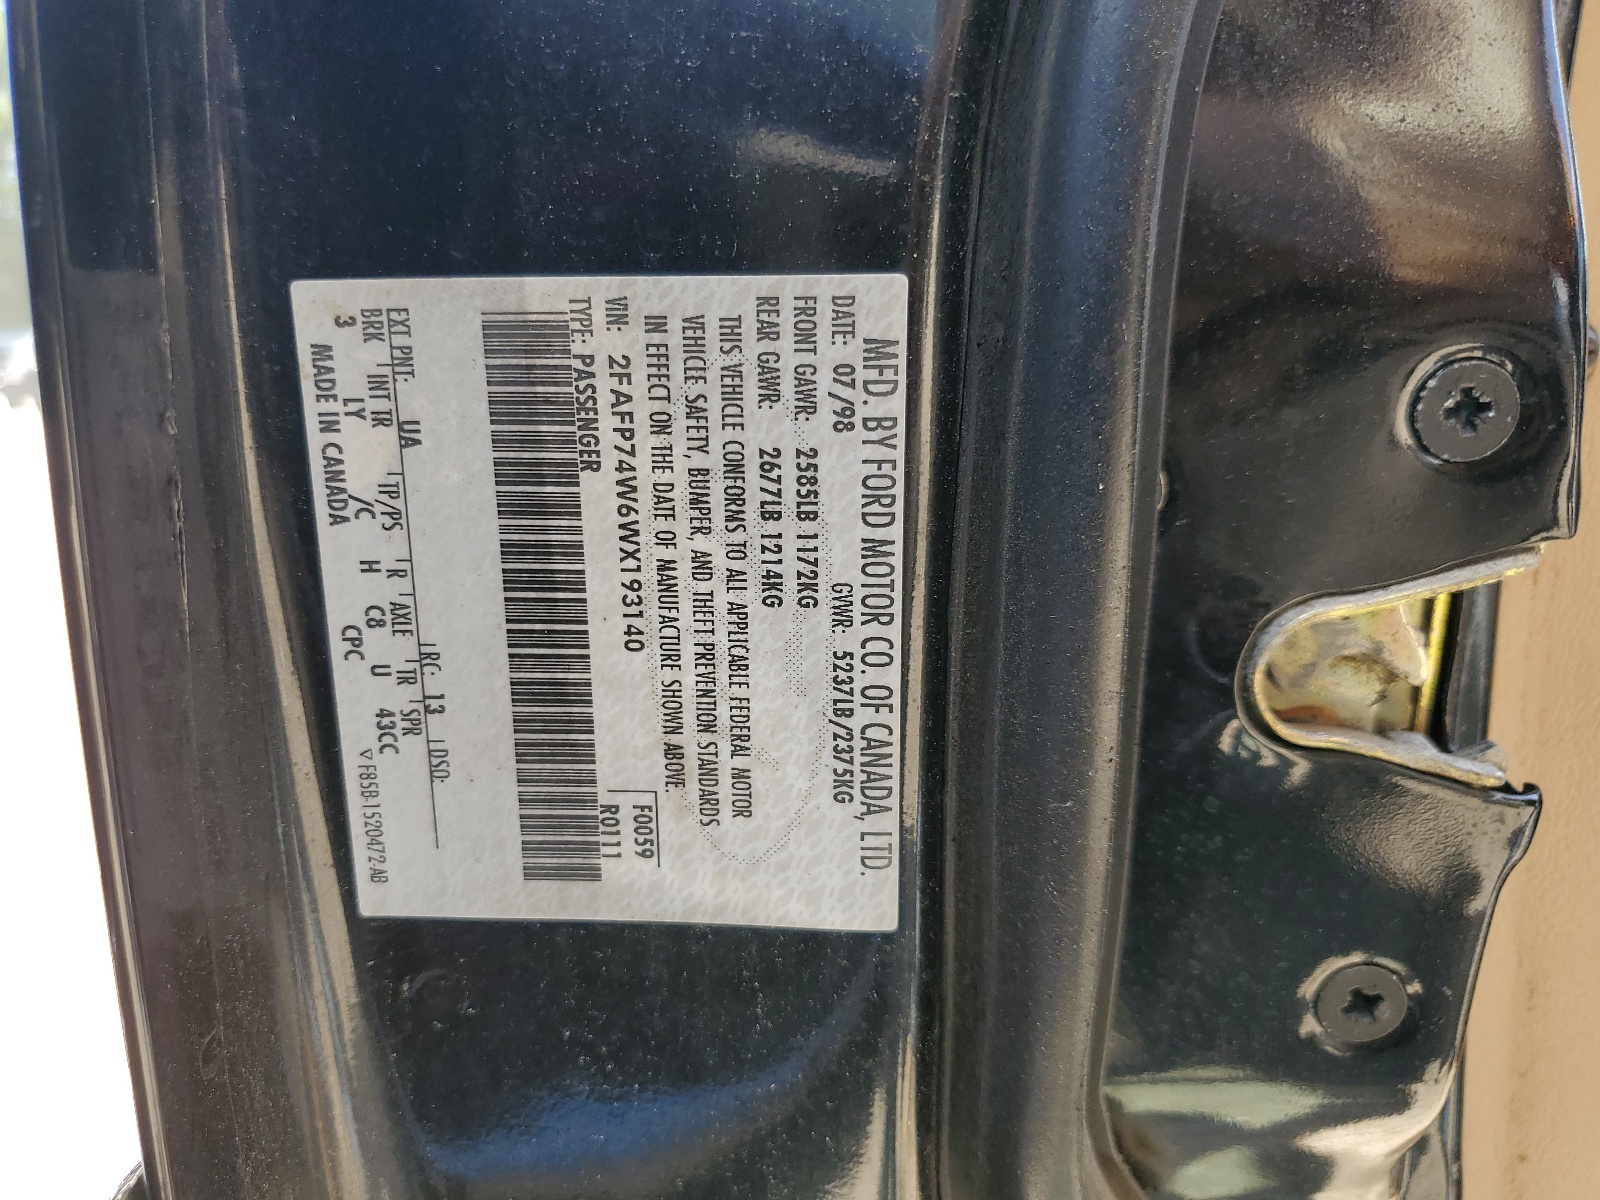 MFD. BY FORD MOTOR CO. OF CANADA, LTD.
DATE: 07/98 GVWR: 5237LB/2375KG
FRONT GAWR: 2585LB 1172KG
REAR GAWR: 2677LB 1214KG
THIS VEHICLE CONFORMS TO ALL APPLICABLE FEDERAL MOTOR
VEHICLE SAFETY, BUMPER, AND THEFT PREVENTION STANDARDS
IN EFFECT ON THE DATE OF MANUFACTURE SHOWN ABOVE.
VIN: 2FAFP74W6WX193140 F0059
TYPE: PASSENGER R0111
EXT PNT: UA RC: 13 DSO:
BRK INT TR TP/PS R AXLE TR SPR
3 LY /C H C8 U 43CC
MADE IN CANADA CPC ▽F85B-1520472-AB